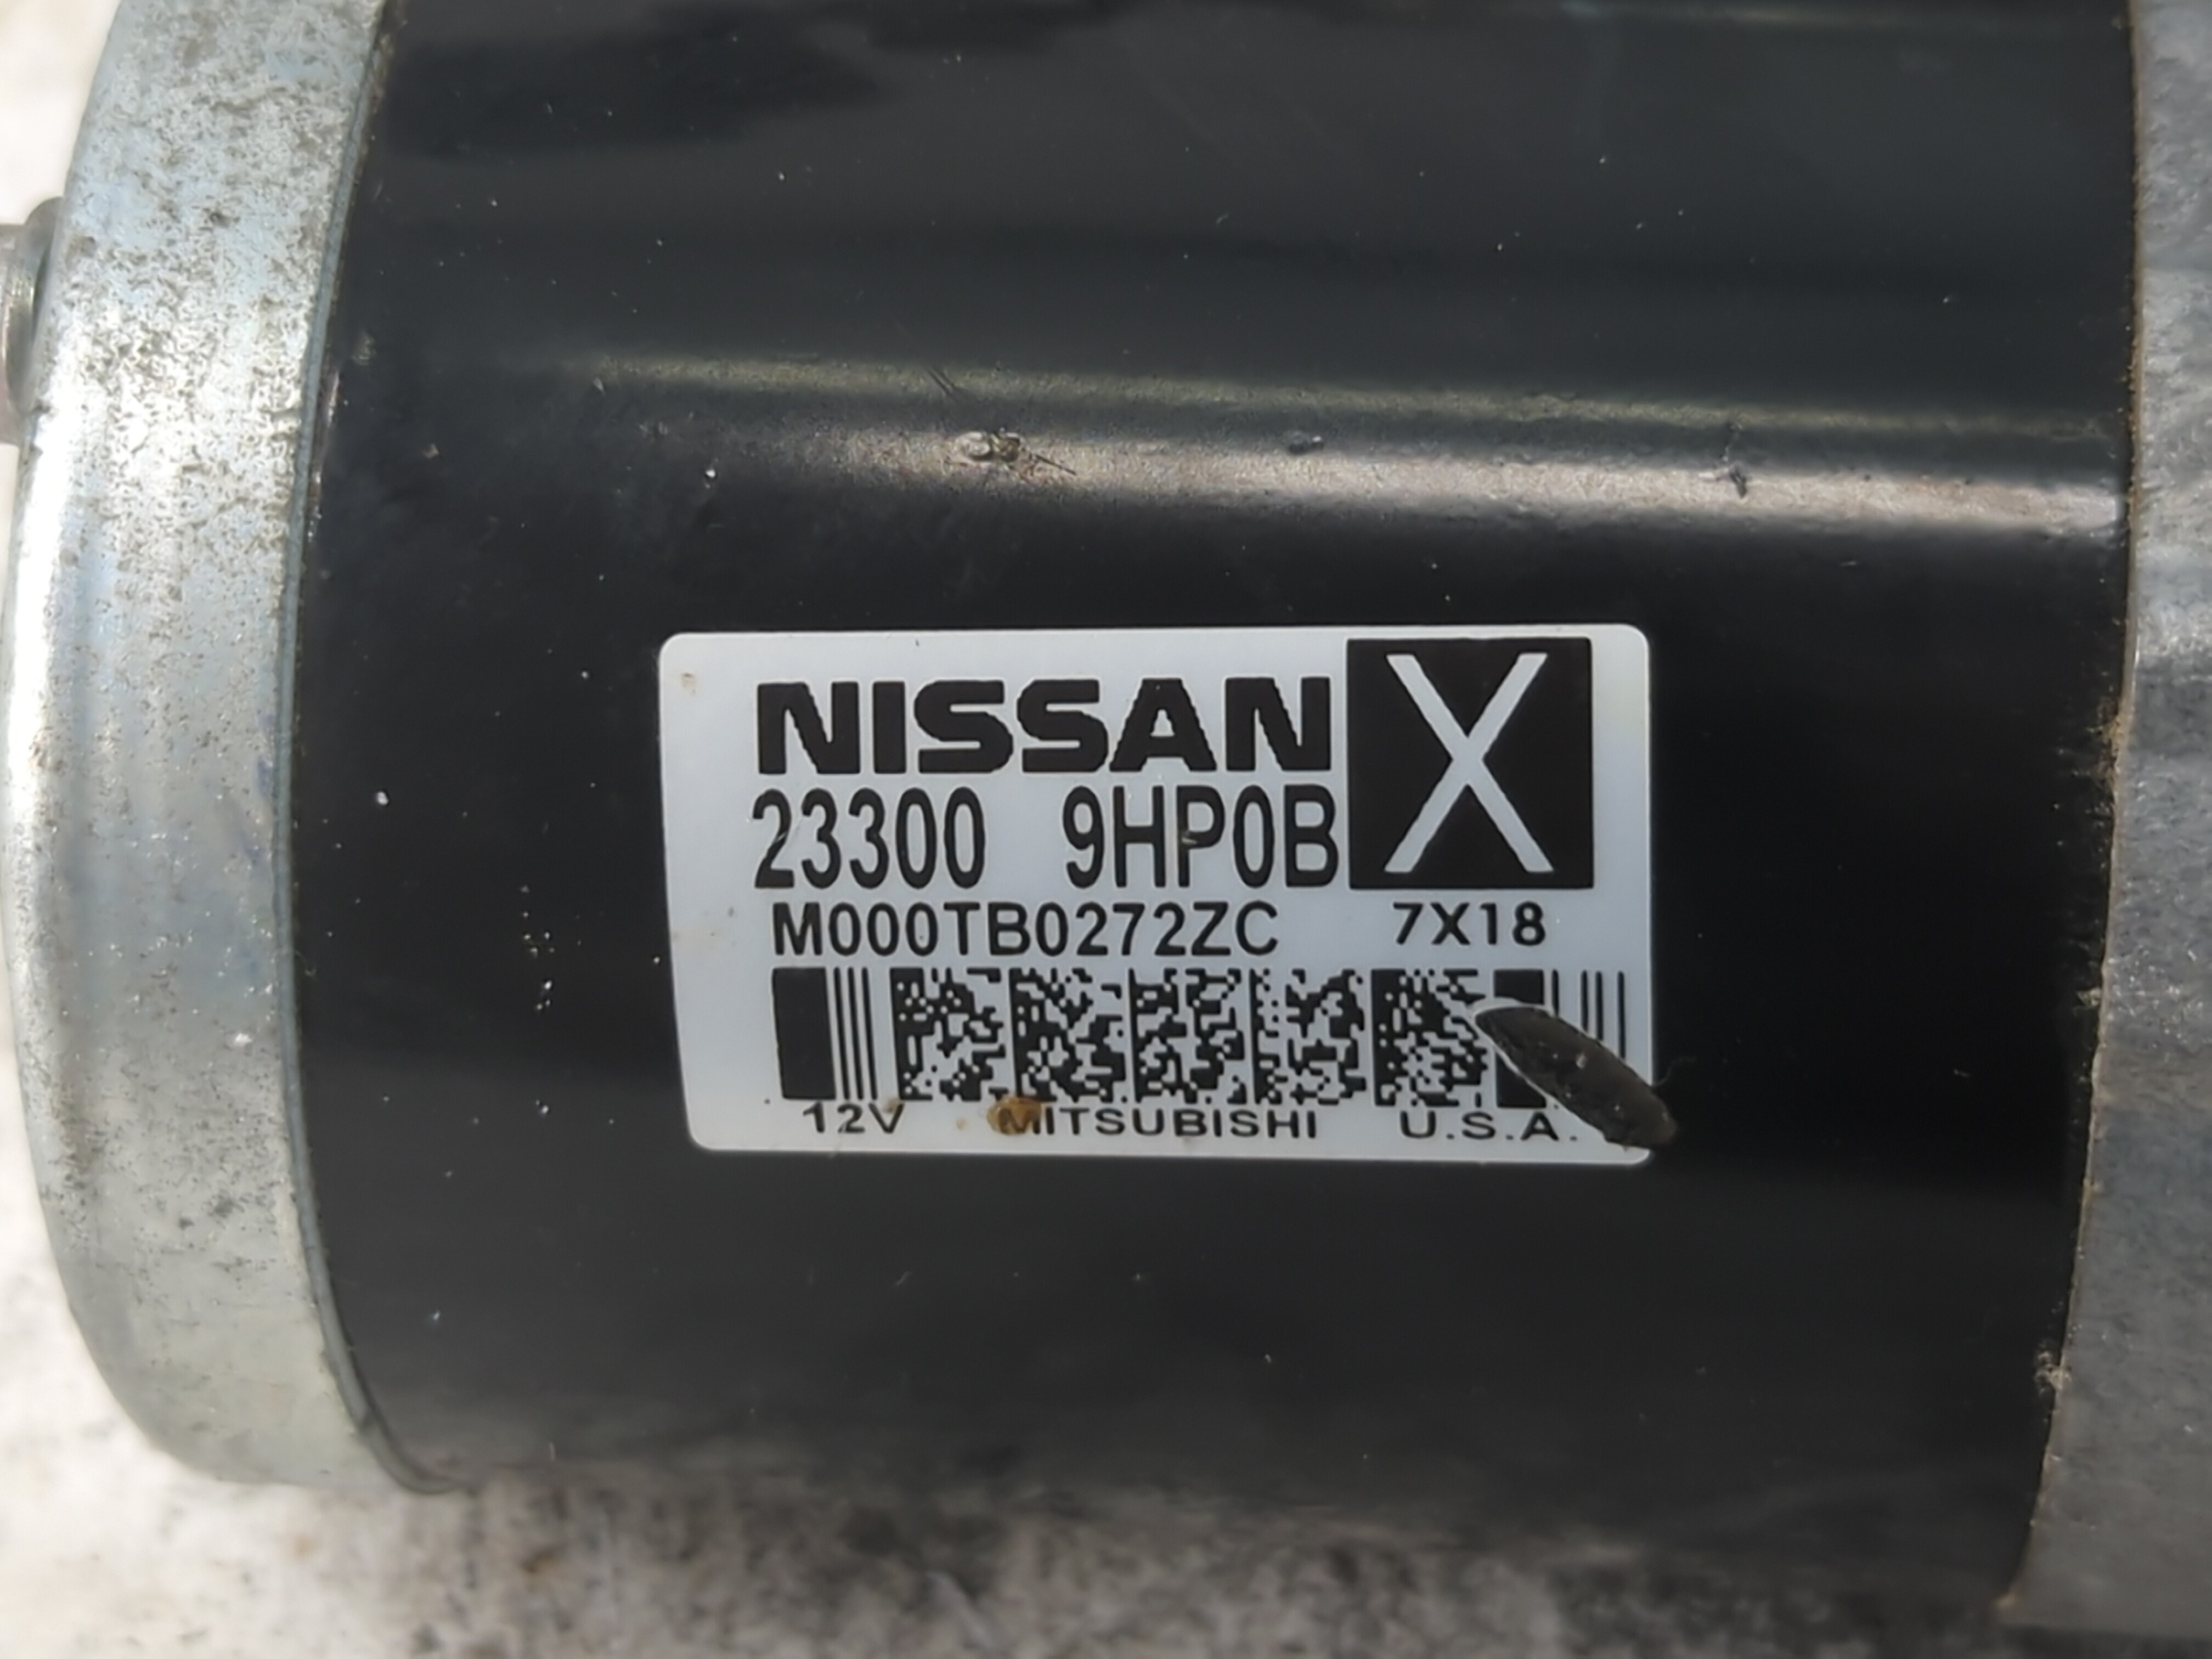 NISSAN X
23300 9HP0B
M000TB0272ZC 7X18
12V MITSUBISHI U.S.A.